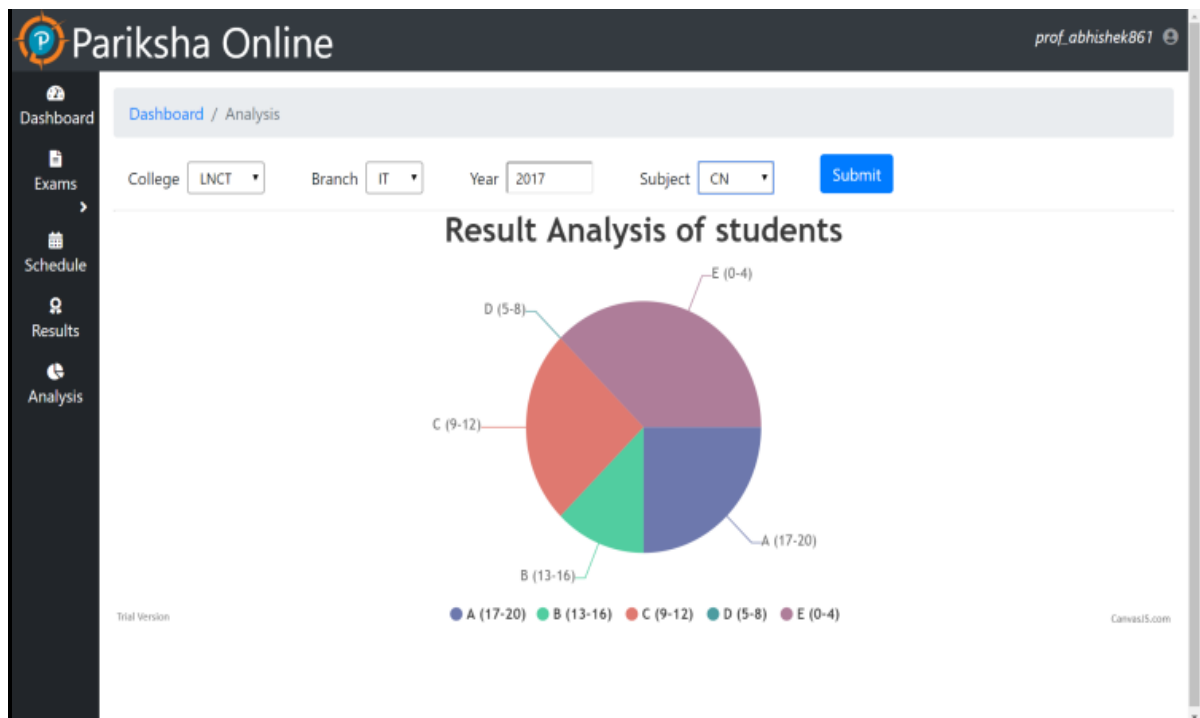 Pariksha Online
prof_abhishek861
Dashboard
Exams
Schedule
Results
Analysis
Dashboard / Analysis
College LNCT Branch IT Year 2017 Subject CN Submit
Result Analysis of students
E (0-4)
D (5-8)
C (9-12)
A (17-20)
B (13-16)
A (17-20) B (13-16) C (9-12) D (5-8) E (0-4)
Trial Version
CanvasJS.com